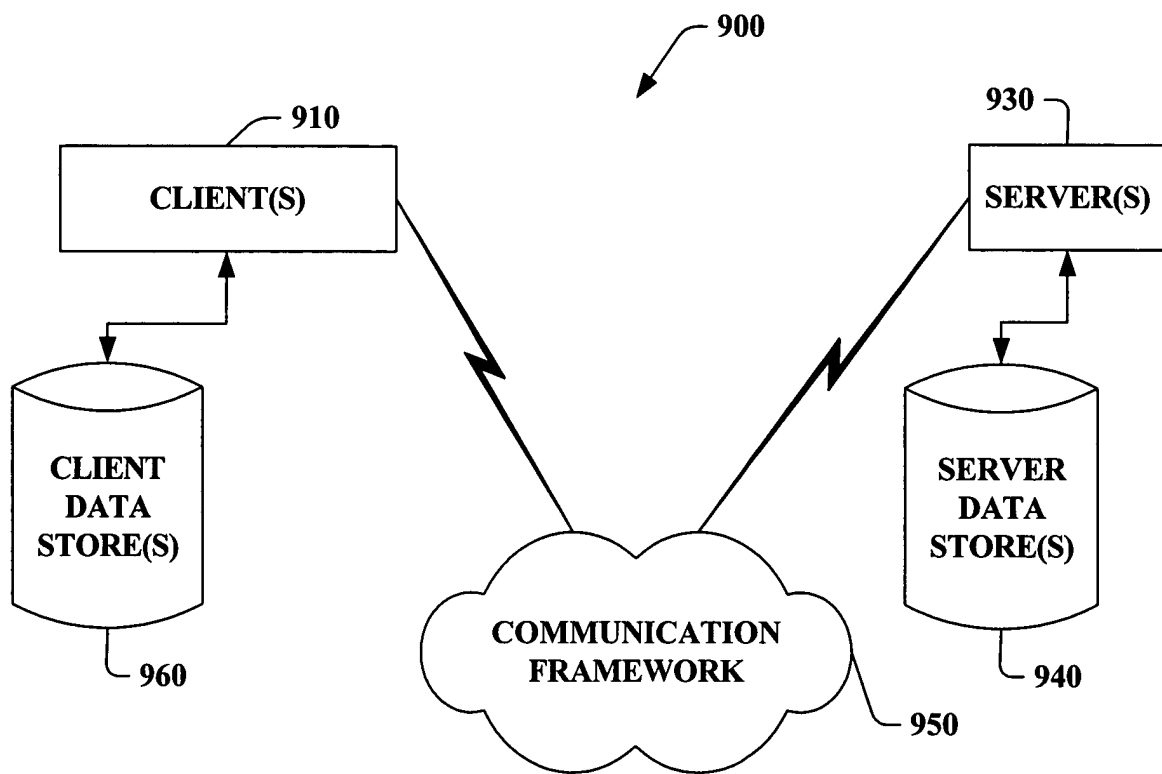 900
910
930
CLIENT(S)
SERVER(S)
CLIENT
DATA
STORE(S)
SERVER
DATA
STORE(S)
COMMUNICATION
FRAMEWORK
960
940
950